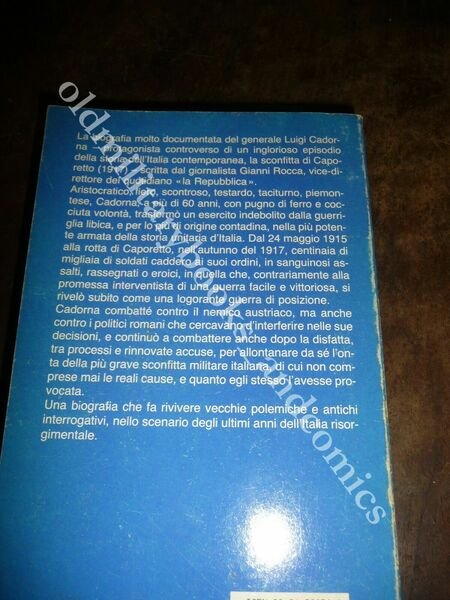 La biografia molto documentata del generale Luigi Cador-
na – protagonista controverso di un inglorioso episodio
della storia dell'Italia contemporanea, la sconfitta di Capo-
retto (1917) – scritta dal giornalista Gianni Rocca, vice-di-
rettore del quotidiano «la Repubblica».
Aristocratico, fiero, scontroso, testardo, taciturno, piemon-
tese, Cadorna, a più di 60 anni, con pugno di ferro e coc-
ciuta volontà, trasformò un esercito indebolito dalla guerri-
glia libica, e per lo più di origine contadina, nella più poten-
te armata della storia militare d'Italia. Dal 24 maggio 1915
alla rotta di Caporetto, nell'autunno del 1917, centinaia di
migliaia di soldati caddero ai suoi ordini, in sanguinosi as-
salti, rassegnati o eroici, in quella che, contrariamente alla
promessa interventista di una guerra facile e vittoriosa, si
rivelò subito come una logorante guerra di posizione.
Cadorna combatté contro il nemico austriaco, ma anche
contro i politici romani che cercavano d'interferire nelle sue
decisioni, e continuò a combattere anche dopo la disfatta,
tra processi e rinnovate accuse, per allontanare da sé l'on-
ta della più grave sconfitta militare italiana, di cui non com-
prese mai le reali cause, e quanto egli stesso l'avesse pro-
vocata.
Una biografia che fa rivivere vecchie polemiche e antichi
interrogativi, nello scenario degli ultimi anni dell'Italia risor-
gimentale.
oldmilitarybooks_andcomics